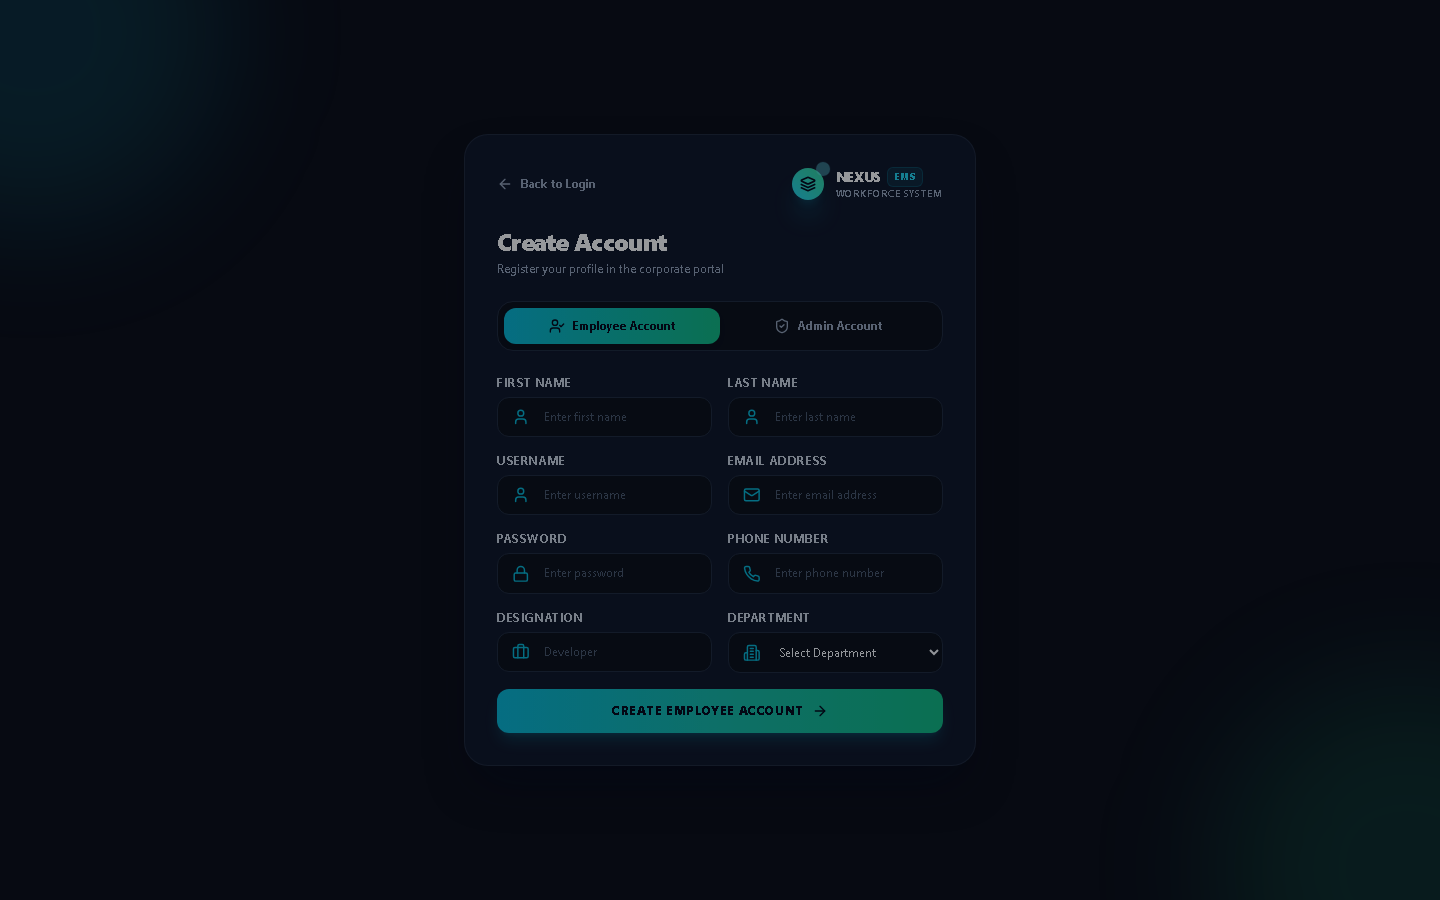 Back to Login
NEXUS EMS
WORKFORCE SYSTEM
Create Account
Register your profile in the corporate portal
Employee Account
Admin Account
FIRST NAME
LAST NAME
Enter first name
Enter last name
USERNAME
EMAIL ADDRESS
Enter username
Enter email address
PASSWORD
PHONE NUMBER
Enter password
Enter phone number
DESIGNATION
DEPARTMENT
Developer
Select Department
CREATE EMPLOYEE ACCOUNT